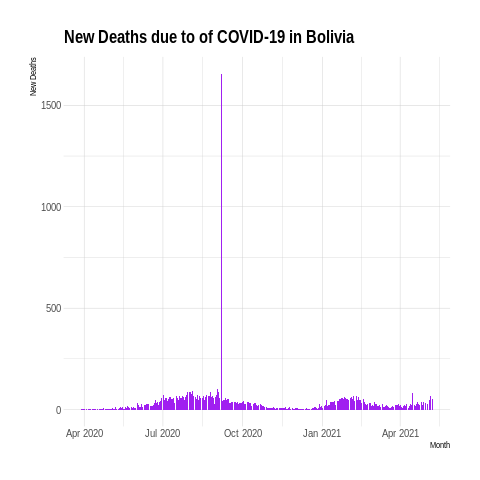 New Deaths due to of COVID-19 in Bolivia
New Deaths
1500
1000
500
0
Apr 2020 Jul 2020 Oct 2020 Jan 2021 Apr 2021
Month